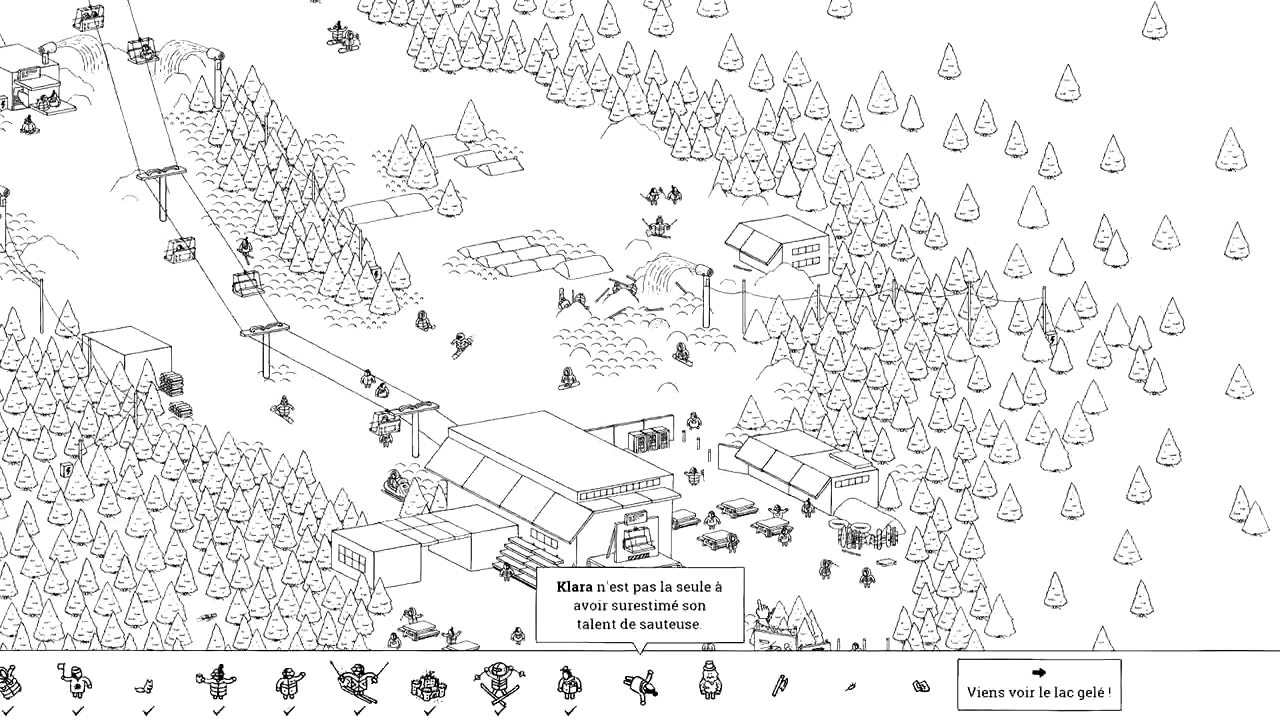 Klara n'est pas la seule à
avoir surestimé son
talent de sauteuse.
Viens voir le lac gelé !